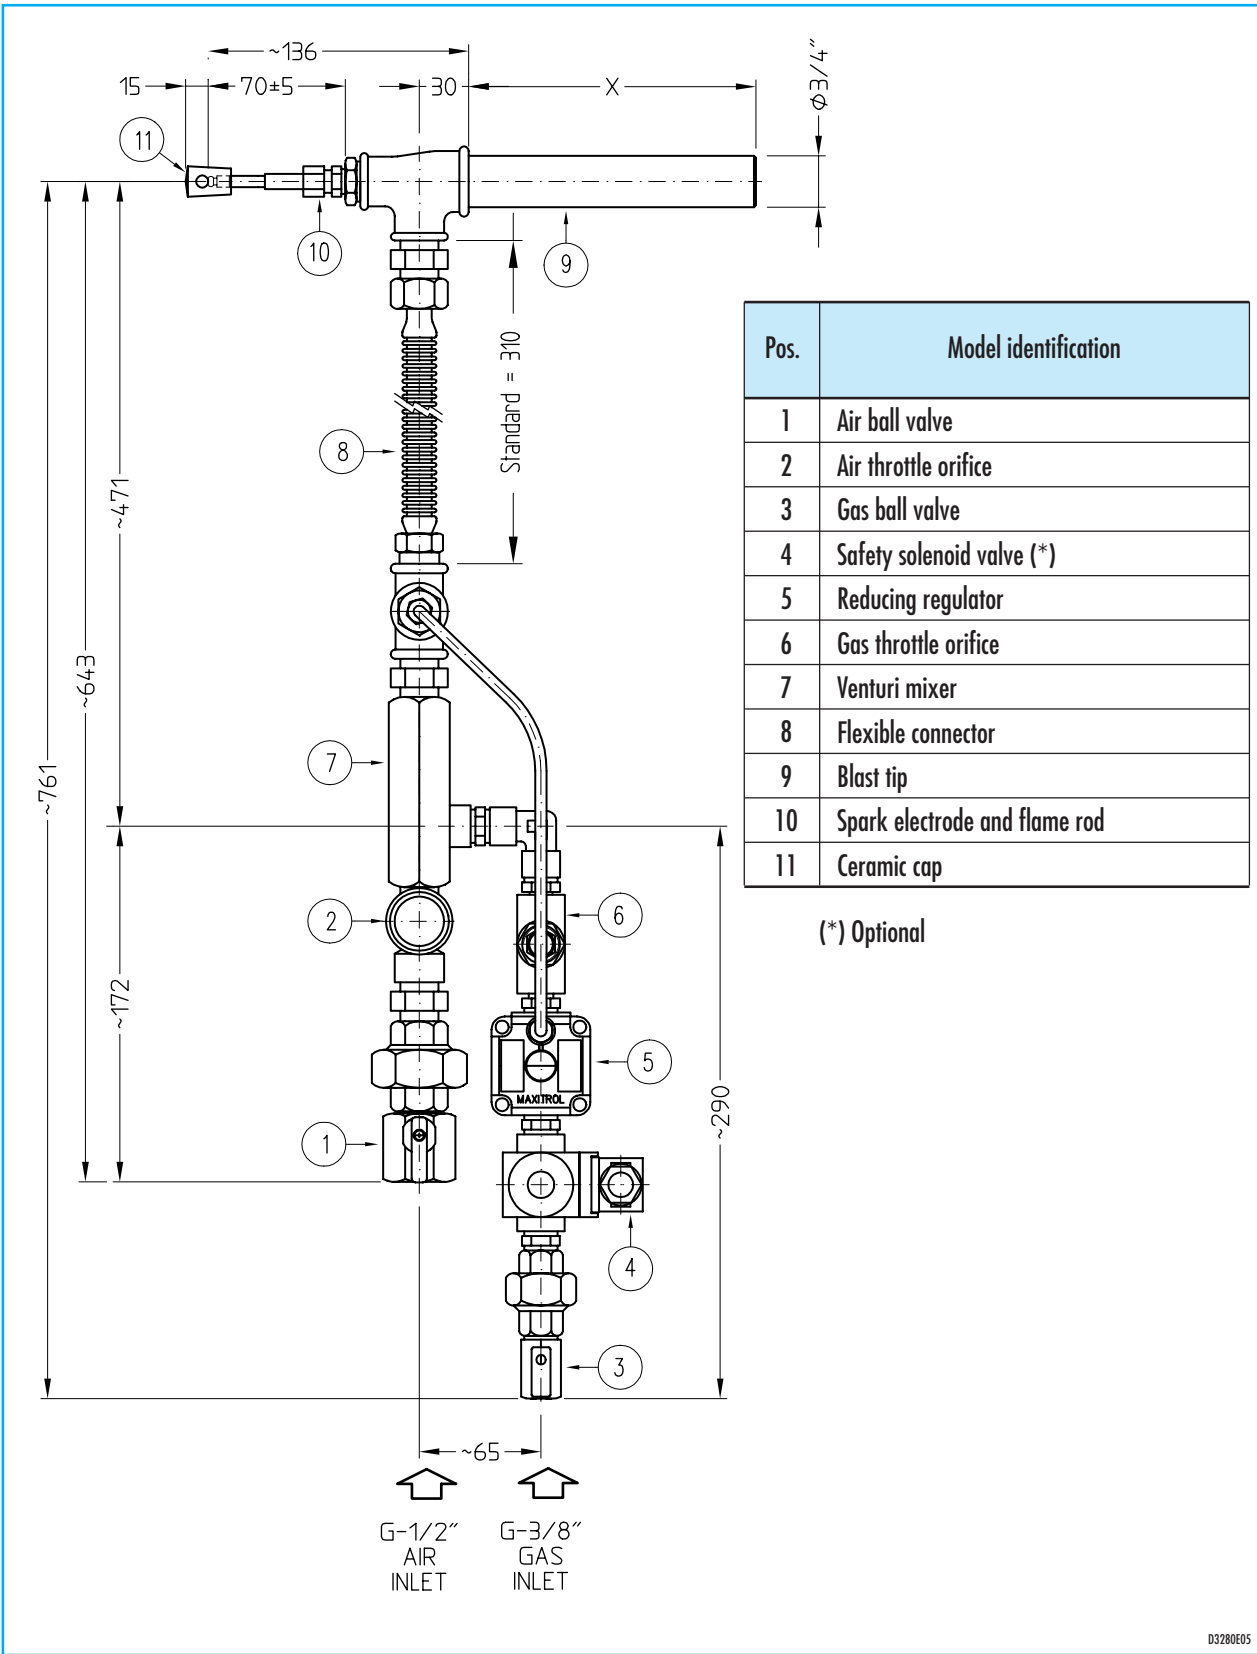 ~136
15
70±5
30
X
Φ3/4"
11
10
9
Standard = 310
8
~471
~643
~761
7
2
6
~172
5
MAXITROL
~290
1
4
3
~65
G-1/2"
AIR
INLET
G-3/8"
GAS
INLET
Pos. Model identification
1 Air ball valve
2 Air throttle orifice
3 Gas ball valve
4 Safety solenoid valve (*)
5 Reducing regulator
6 Gas throttle orifice
7 Venturi mixer
8 Flexible connector
9 Blast tip
10 Spark electrode and flame rod
11 Ceramic cap
(*) Optional
D3280E05